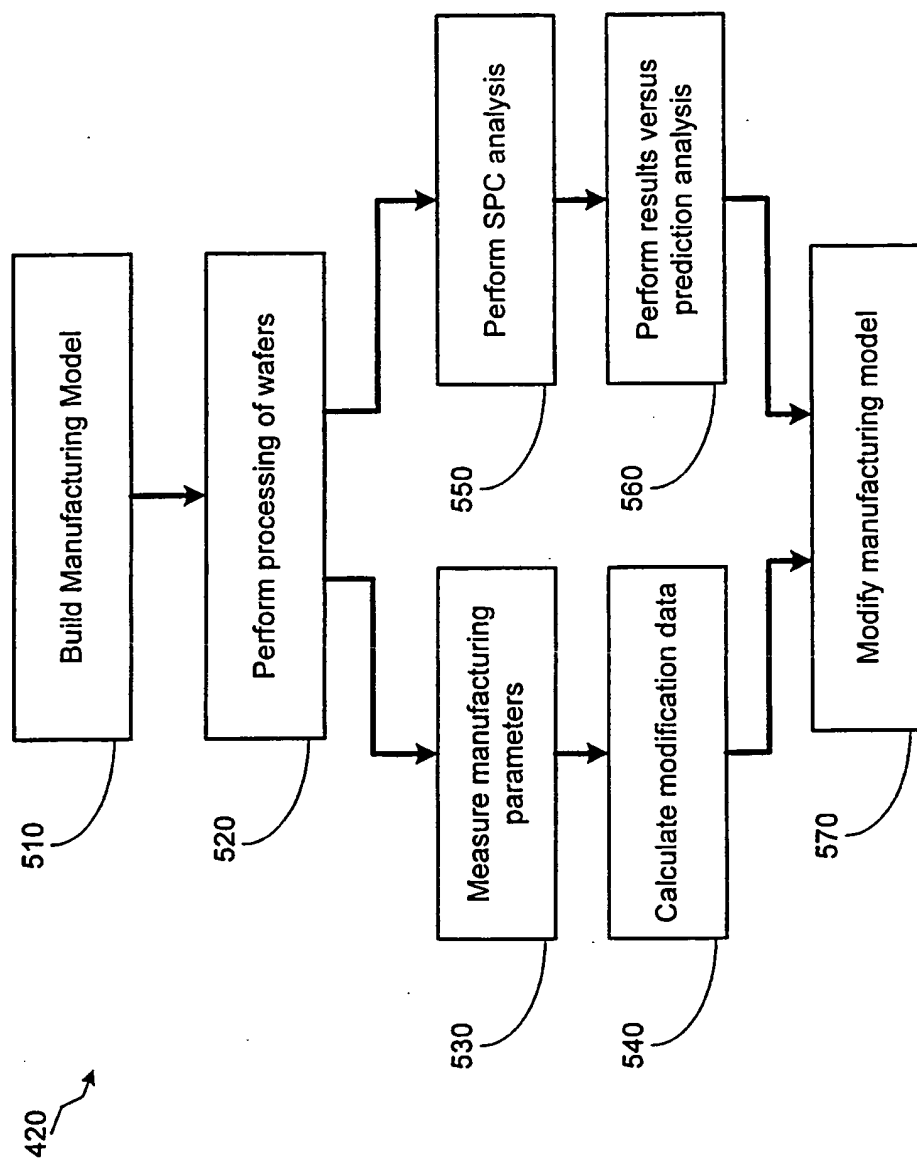 420
510
Build Manufacturing Model
520
Perform processing of wafers
530
Measure manufacturing
parameters
540
Calculate modification data
550
Perform SPC analysis
560
Perform results versus
prediction analysis
570
Modify manufacturing model